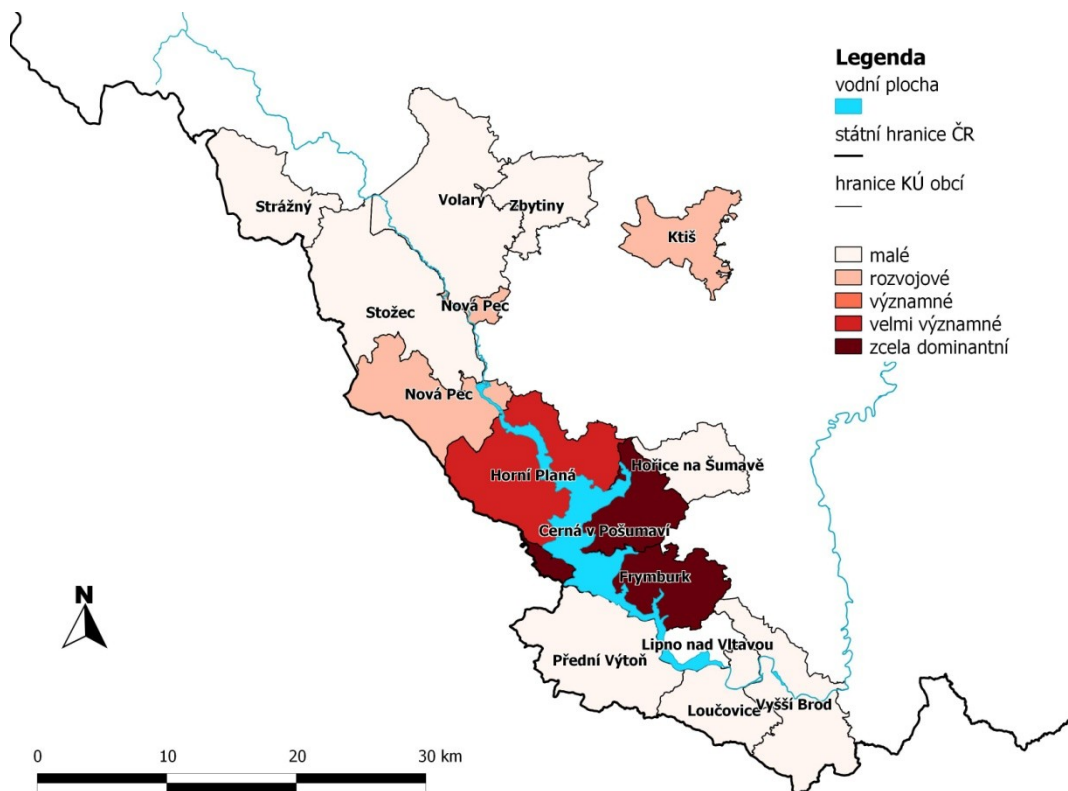 Legenda
vodní plocha
státní hranice ČR
hranice KÚ obcí
malé
rozvojové
významné
velmi významné
zcela dominantní
Strážný
Volary
Zbytiny
Ktiš
Stožec
Nová Pec
Nová Pec
Horní Planá
Hořice na Šumavě
Černá v Pošumaví
Frymburk
Lipno nad Vltavou
Přední Výtoň
Loučovice
Vyšší Brod
N
0 10 20 30 km